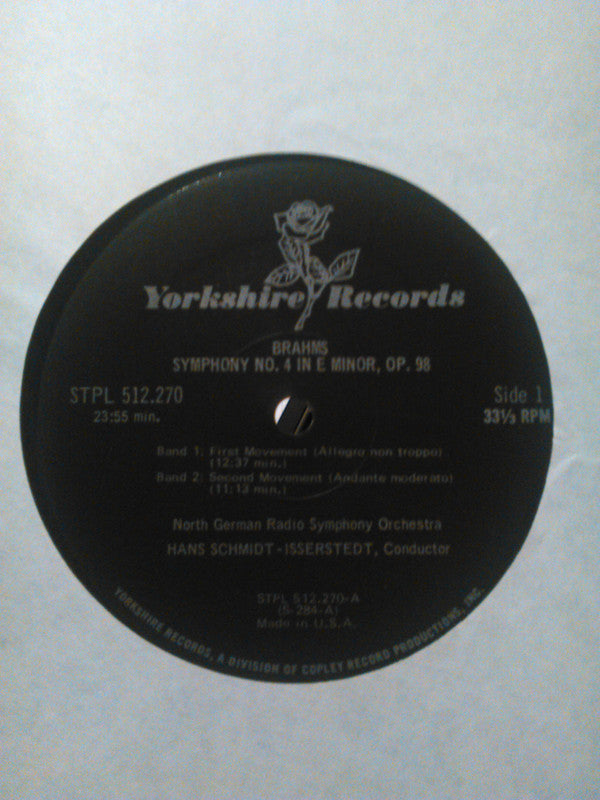 Yorkshire Records
BRAHMS
SYMPHONY NO. 4 IN E MINOR, OP. 98
STPL 512.270
23:55 min.
Side 1
33⅓ RPM
Band 1: First Movement (Allegro non troppo)
(12:37 min.)
Band 2: Second Movement (Andante moderato)
(11:13 min.)
North German Radio Symphony Orchestra
HANS SCHMIDT-ISSERSTEDT, Conductor
STPL 512.270-A
(S-284-A)
Made in U.S.A.
YORKSHIRE RECORDS, A DIVISION OF COPLEY RECORD PRODUCTIONS, INC.